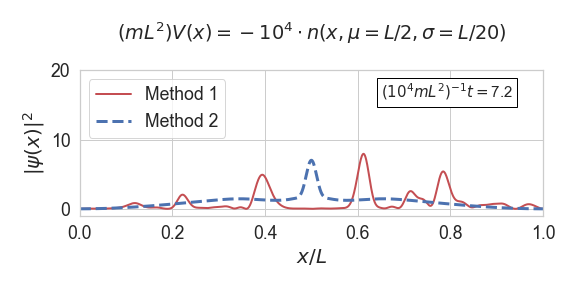 (mL²)V(x) = −10⁴ · n(x, μ = L/2, σ = L/20)
20
10
0
|ψ(x)|²
Method 1
Method 2
(10⁴mL²)⁻¹t = 7.2
0.0 0.2 0.4 0.6 0.8 1.0
x/L